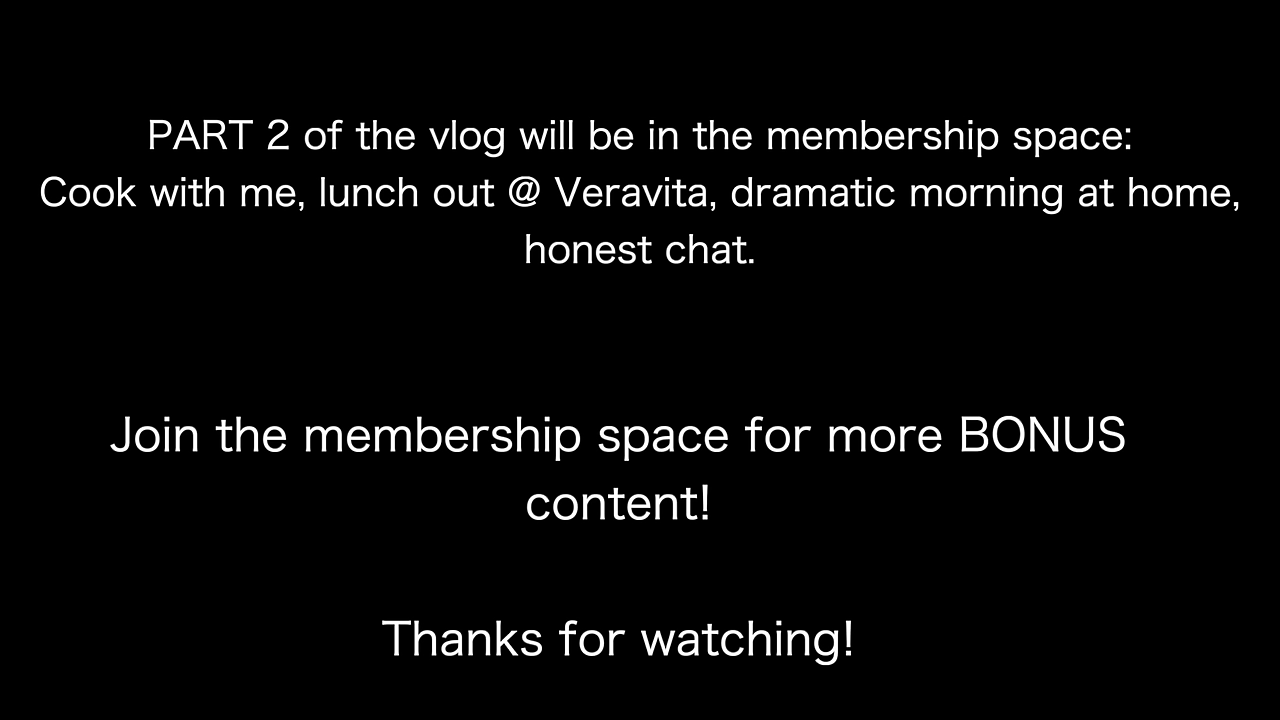 PART 2 of the vlog will be in the membership space:
Cook with me, lunch out @ Veravita, dramatic morning at home,
honest chat.
Join the membership space for more BONUS
content!
Thanks for watching!